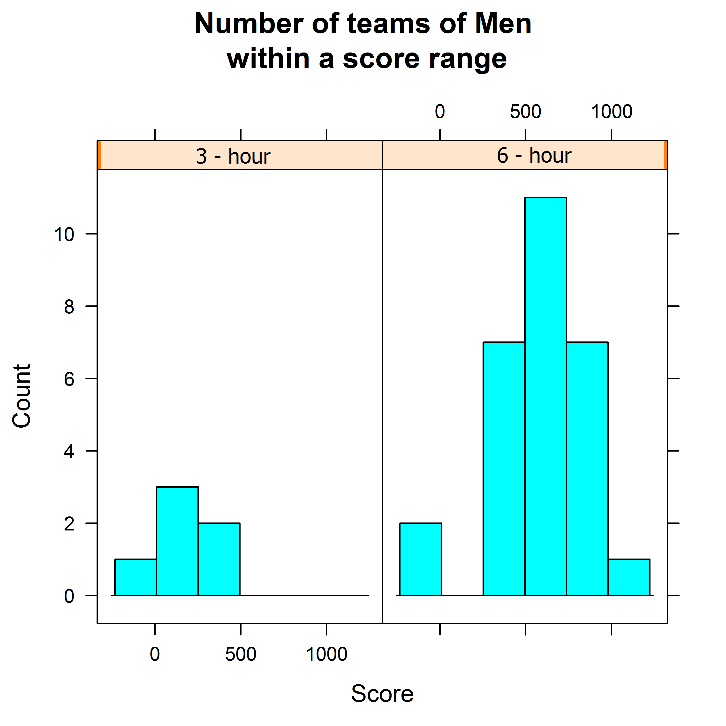 Number of teams of Men
within a score range
0 500 1000
3 - hour 6 - hour
10
8
6
4
2
0
Count
0 500 1000
Score